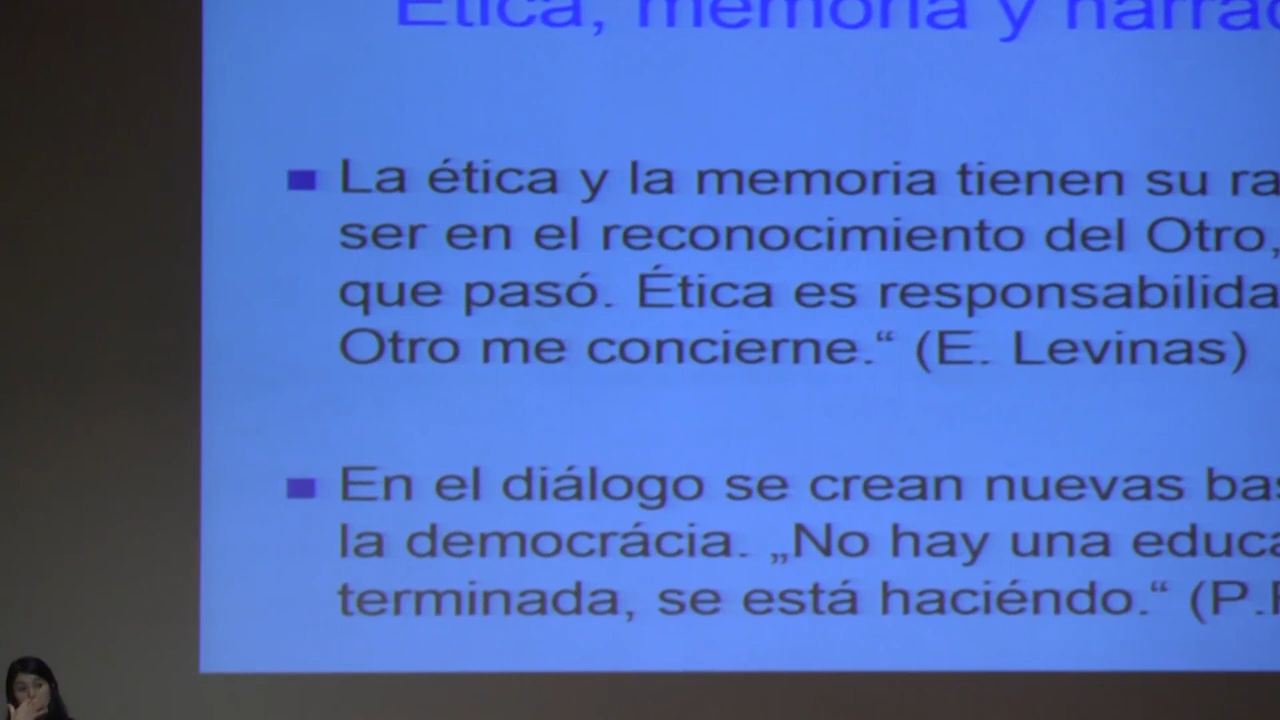 Ética, memoria y narrac
La ética y la memoria tienen su ra
ser en el reconocimiento del Otro,
que pasó. Ética es responsabilida
Otro me concierne.“ (E. Levinas)
En el diálogo se crean nuevas bas
la democrácia. „No hay una educa
terminada, se está haciéndo.“ (P.F